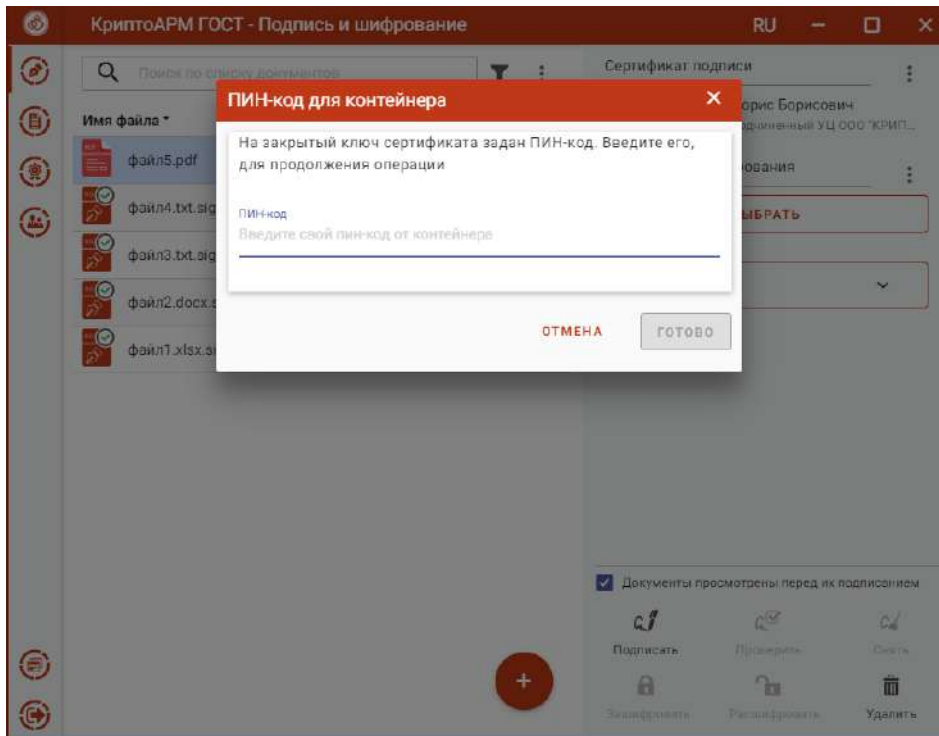 КриптоАРМ ГОСТ - Подпись и шифрование
RU
Поиск по списку документов
Сертификат подписи
ПИН-код для контейнера
орис Борисович
одчиненный УЦ ООО "КРИП...
Имя файла
На закрытый ключ сертификата задан ПИН-код. Введите его,
для продолжения операции
файл5.pdf
ования
файл4.txt.sig
ПИН-код
Введите свой пин-код от контейнера
ЫБРАТЬ
файл3.txt.sig
файл2.docx.s
ОТМЕНА
ГОТОВО
файл1.xlsx.si
Документы просмотрены перед их подписанием
Подписать
Проверить
Снять
Зашифровать
Расшифровать
Удалить